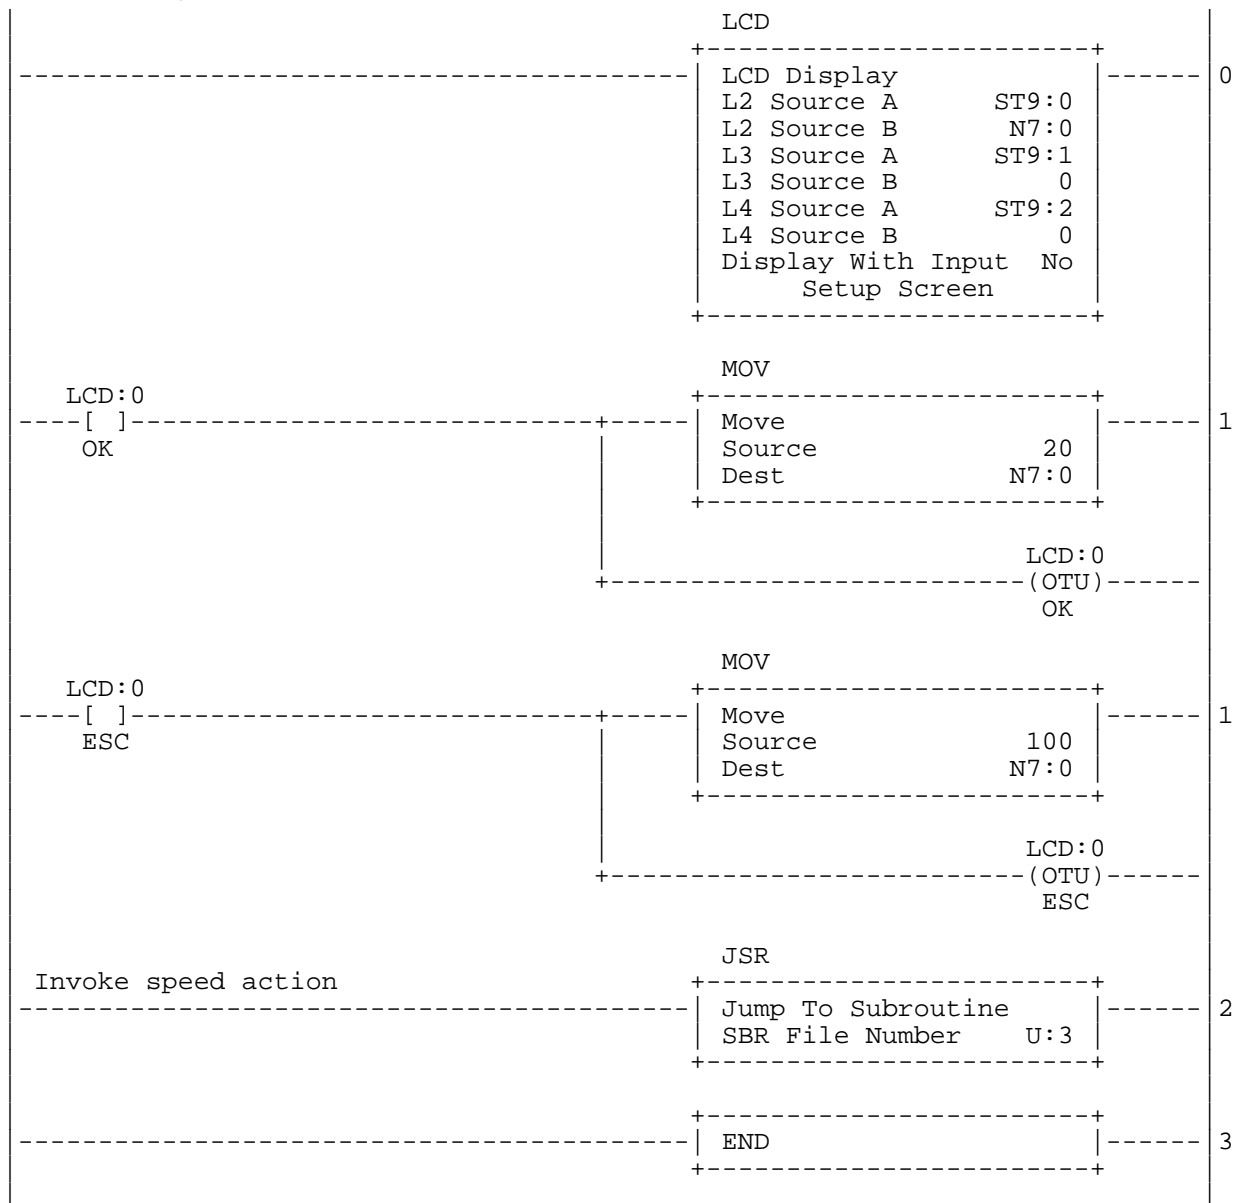 LCD
LCD Display 0
L2 Source A ST9:0
L2 Source B N7:0
L3 Source A ST9:1
L3 Source B 0
L4 Source A ST9:2
L4 Source B 0
Display With Input No
Setup Screen
MOV
LCD:0
[ ] Move 1
OK Source 20
Dest N7:0
LCD:0
(OTU)
OK
MOV
LCD:0
[ ] Move 1
ESC Source 100
Dest N7:0
LCD:0
(OTU)
ESC
JSR
Invoke speed action
Jump To Subroutine 2
SBR File Number U:3
END 3